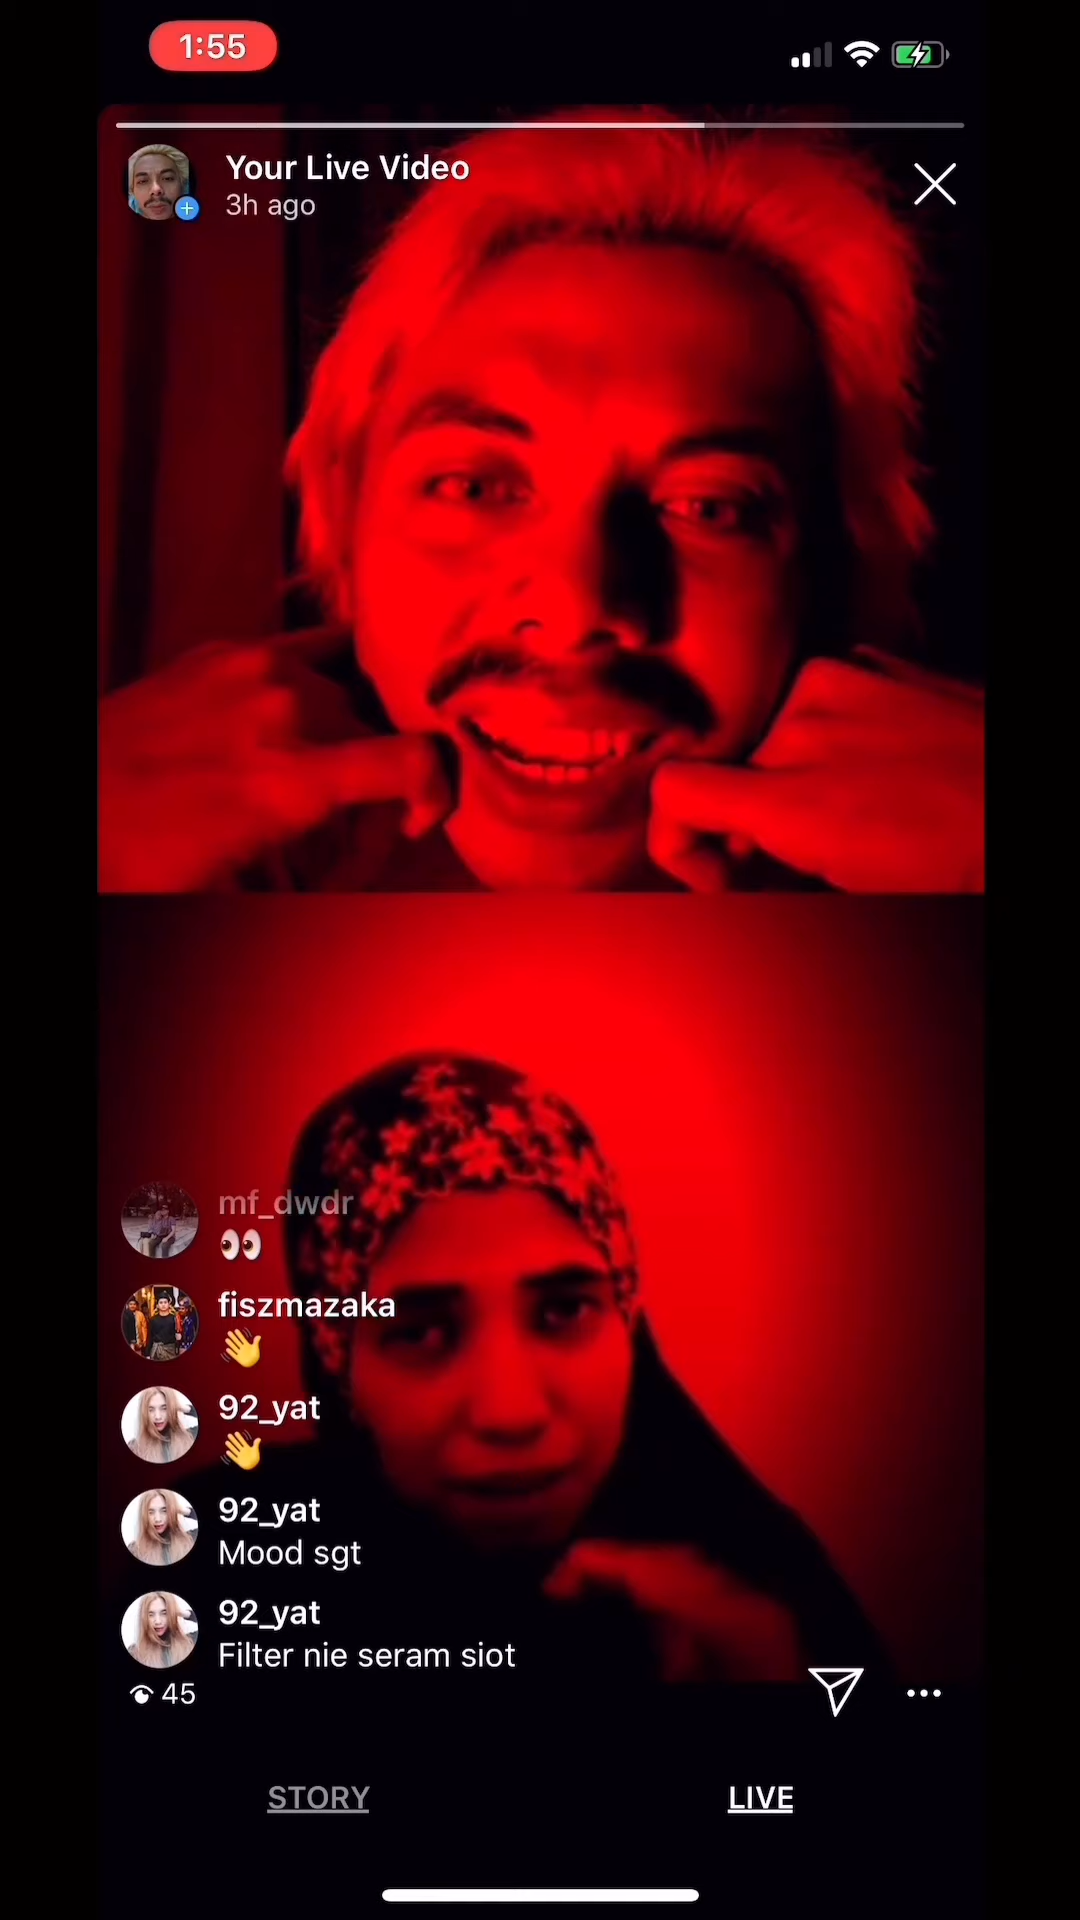 1:55
Your Live Video
3h ago
mf_dwdr
👀
fiszmazaka
👋
92_yat
👋
92_yat
Mood sgt
92_yat
Filter nie seram siot
45
STORY
LIVE